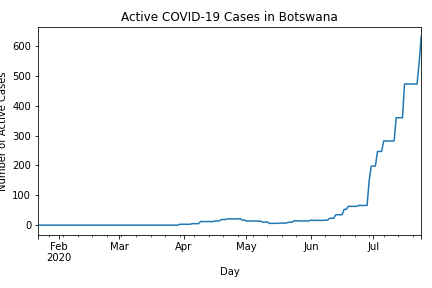 Active COVID-19 Cases in Botswana
Number of Active Cases
600
500
400
300
200
100
0
Feb
2020
Mar
Apr
May
Jun
Jul
Day